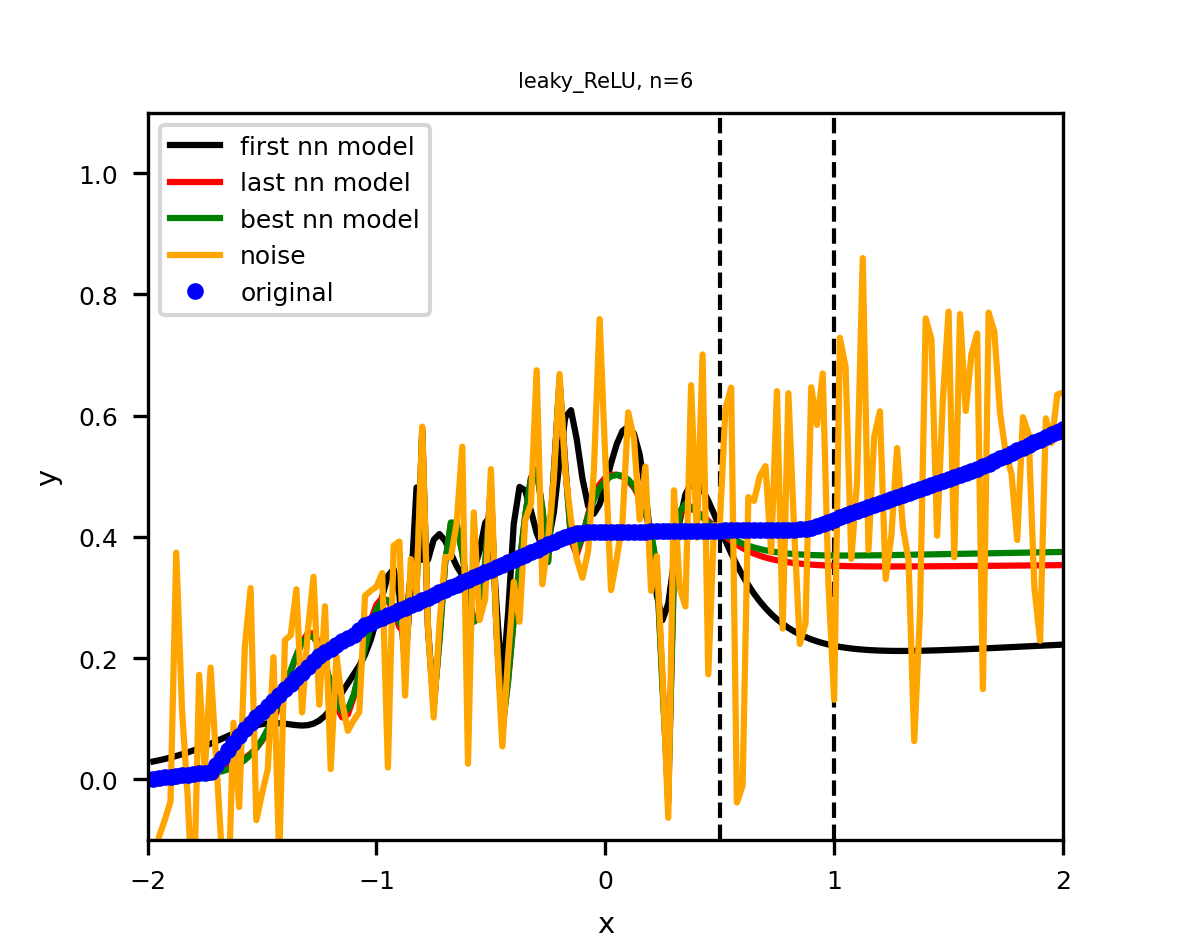 leaky_ReLU, n=6
first nn model
last nn model
best nn model
noise
original
1.0
0.8
0.6
0.4
0.2
0.0
y
−2
−1
0
1
2
x